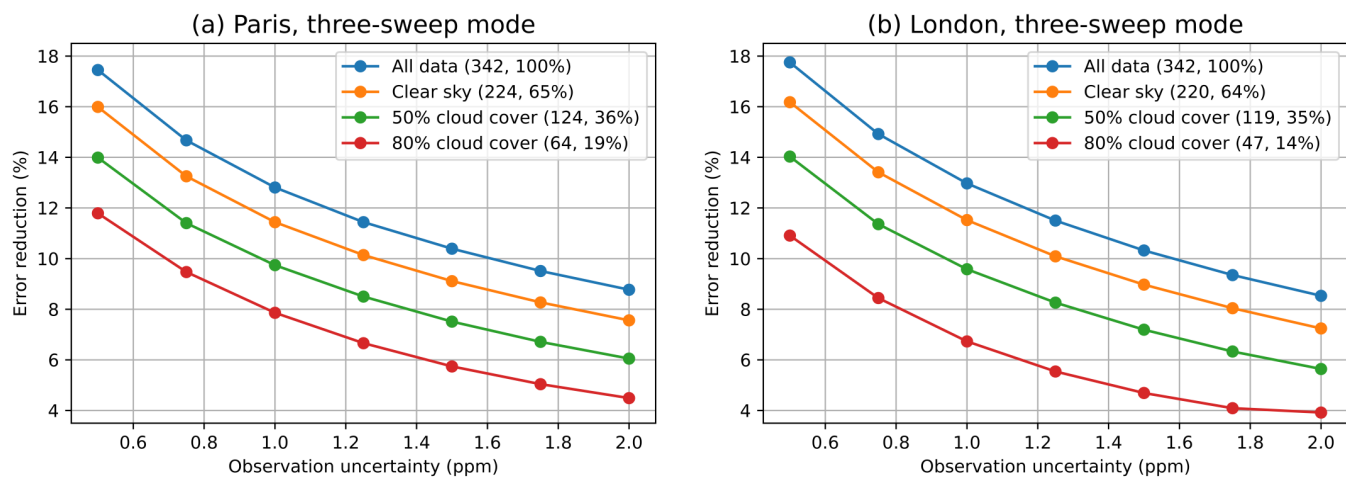 (a) Paris, three-sweep mode
18
16
14
12
10
8
6
4
Error reduction (%)
All data (342, 100%)
Clear sky (224, 65%)
50% cloud cover (124, 36%)
80% cloud cover (64, 19%)
0.6 0.8 1.0 1.2 1.4 1.6 1.8 2.0
Observation uncertainty (ppm)
(b) London, three-sweep mode
18
16
14
12
10
8
6
4
Error reduction (%)
All data (342, 100%)
Clear sky (220, 64%)
50% cloud cover (119, 35%)
80% cloud cover (47, 14%)
0.6 0.8 1.0 1.2 1.4 1.6 1.8 2.0
Observation uncertainty (ppm)